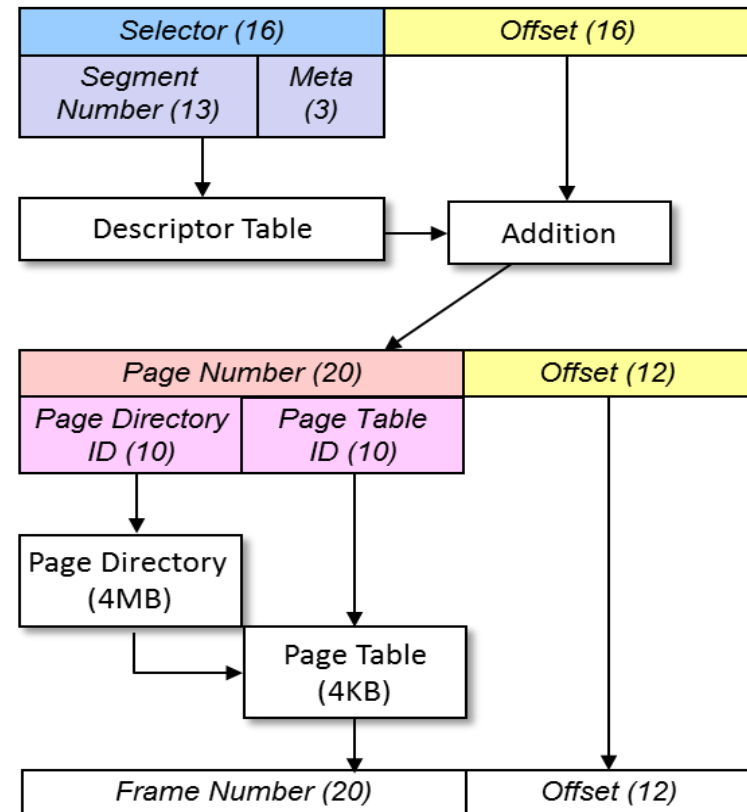 Selector (16)
Offset (16)
Segment
Number (13)
Meta
(3)
Descriptor Table
Addition
Page Number (20)
Offset (12)
Page Directory
ID (10)
Page Table
ID (10)
Page Directory
(4MB)
Page Table
(4KB)
Frame Number (20)
Offset (12)